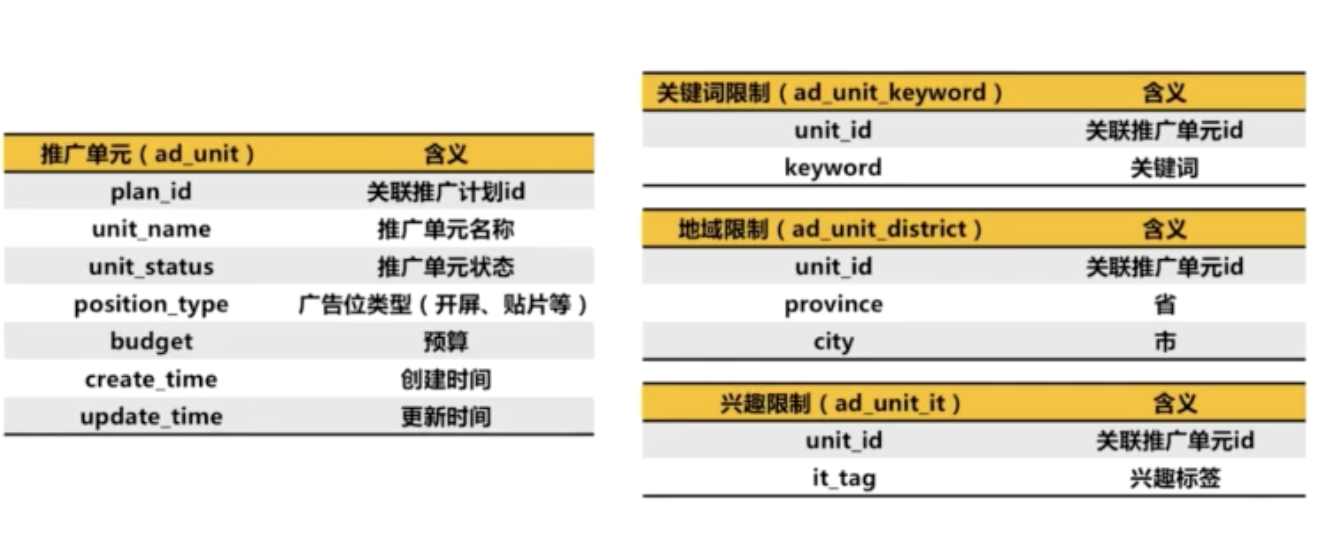 推广单元（ad_unit） 含义
plan_id 关联推广计划id
unit_name 推广单元名称
unit_status 推广单元状态
position_type 广告位类型（开屏、贴片等）
budget 预算
create_time 创建时间
update_time 更新时间
关键词限制（ad_unit_keyword） 含义
unit_id 关联推广单元id
keyword 关键词
地域限制（ad_unit_district） 含义
unit_id 关联推广单元id
province 省
city 市
兴趣限制（ad_unit_it） 含义
unit_id 关联推广单元id
it_tag 兴趣标签